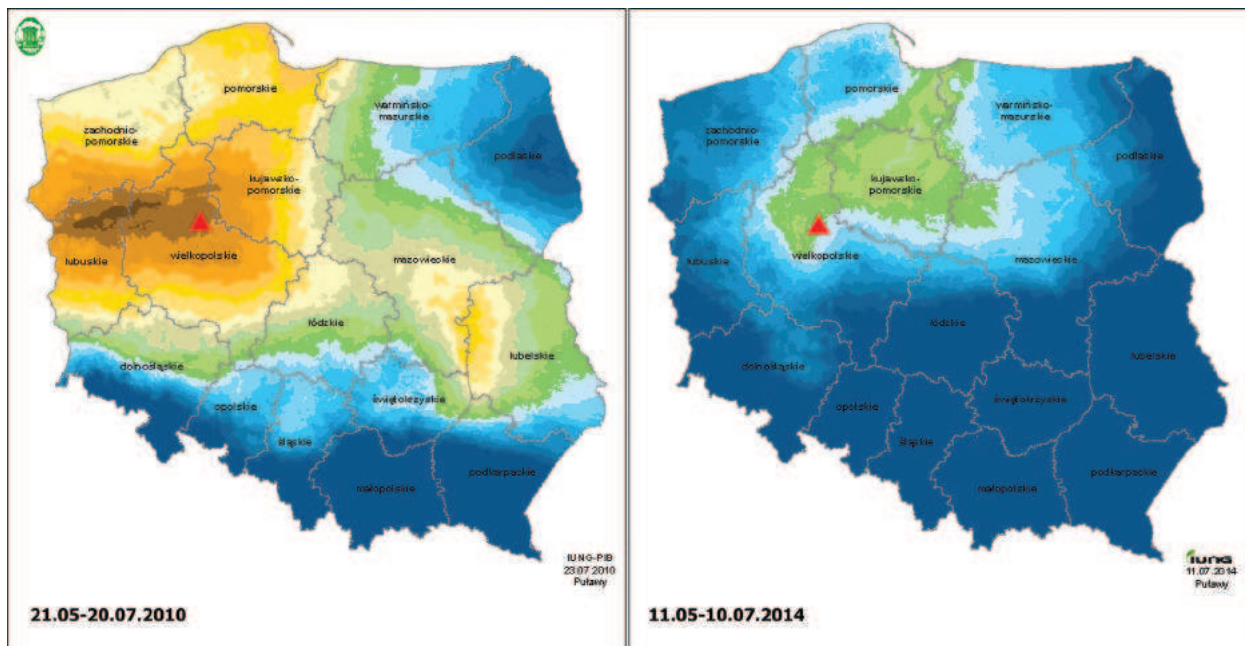 pomorskie
warmińsko-
mazurskie
zachodnio-
pomorskie
podlaskie
kujawsko-
pomorskie
lubuskie
wielkopolskie
mazowieckie
łódzkie
dolnośląskie
lubelskie
opolskie
świętokrzyskie
śląskie
podkarpackie
małopolskie
IUNG-PIB
23.07.2010
Puławy
21.05-20.07.2010
pomorskie
warmińsko-
mazurskie
zachodnio-
pomorskie
podlaskie
kujawsko-
pomorskie
wielkopolskie
lubuskie
mazowieckie
łódzkie
lubelskie
dolnośląskie
opolskie
świętokrzyskie
śląskie
podkarpackie
małopolskie
iung
11.07.2014
Puławy
11.05-10.07.2014